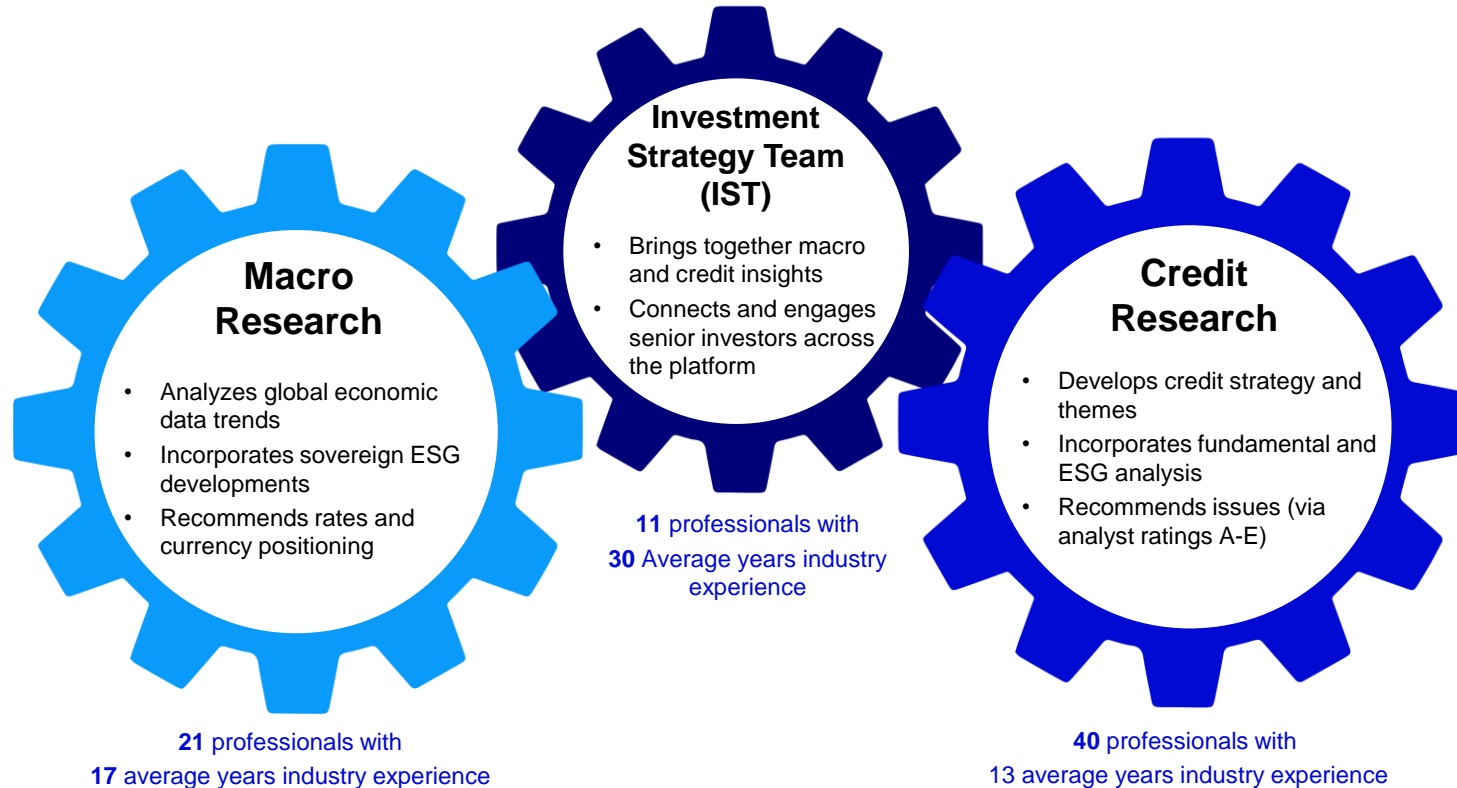 Macro
Research
• Analyzes global economic
data trends
• Incorporates sovereign ESG
developments
• Recommends rates and
currency positioning
21 professionals with
17 average years industry experience
Investment
Strategy Team
(IST)
• Brings together macro
and credit insights
• Connects and engages
senior investors across
the platform
11 professionals with
30 Average years industry
experience
Credit
Research
• Develops credit strategy and
themes
• Incorporates fundamental and
ESG analysis
• Recommends issues (via
analyst ratings A-E)
40 professionals with
13 average years industry experience